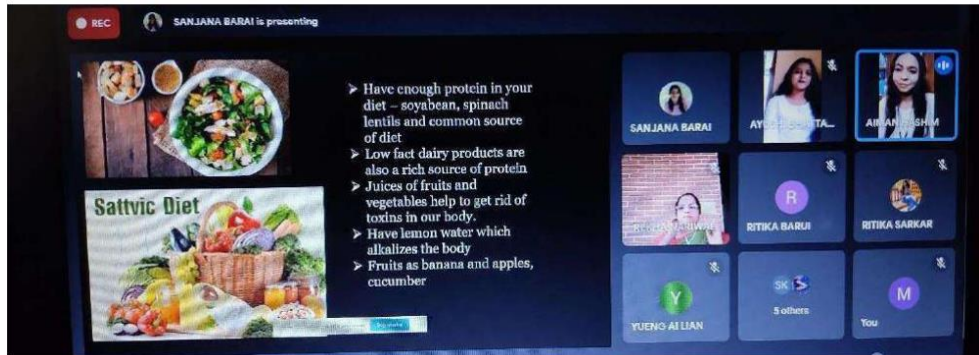 REC
SANJANA BARAI is presenting
➤ Have enough protein in your
diet – soyabean, spinach
lentils and common source
of diet
➤ Low fact dairy products are
also a rich source of protein
➤ Juices of fruits and
vegetables help to get rid of
toxins in our body.
➤ Have lemon water which
alkalizes the body
➤ Fruits as banana and apples,
cucumber
Sattvic Diet
SANJANA BARAI
R
RITIKA BARUI
RITIKA SARKAR
Y
YUENG AI LIAN
SK
5 others
M
You